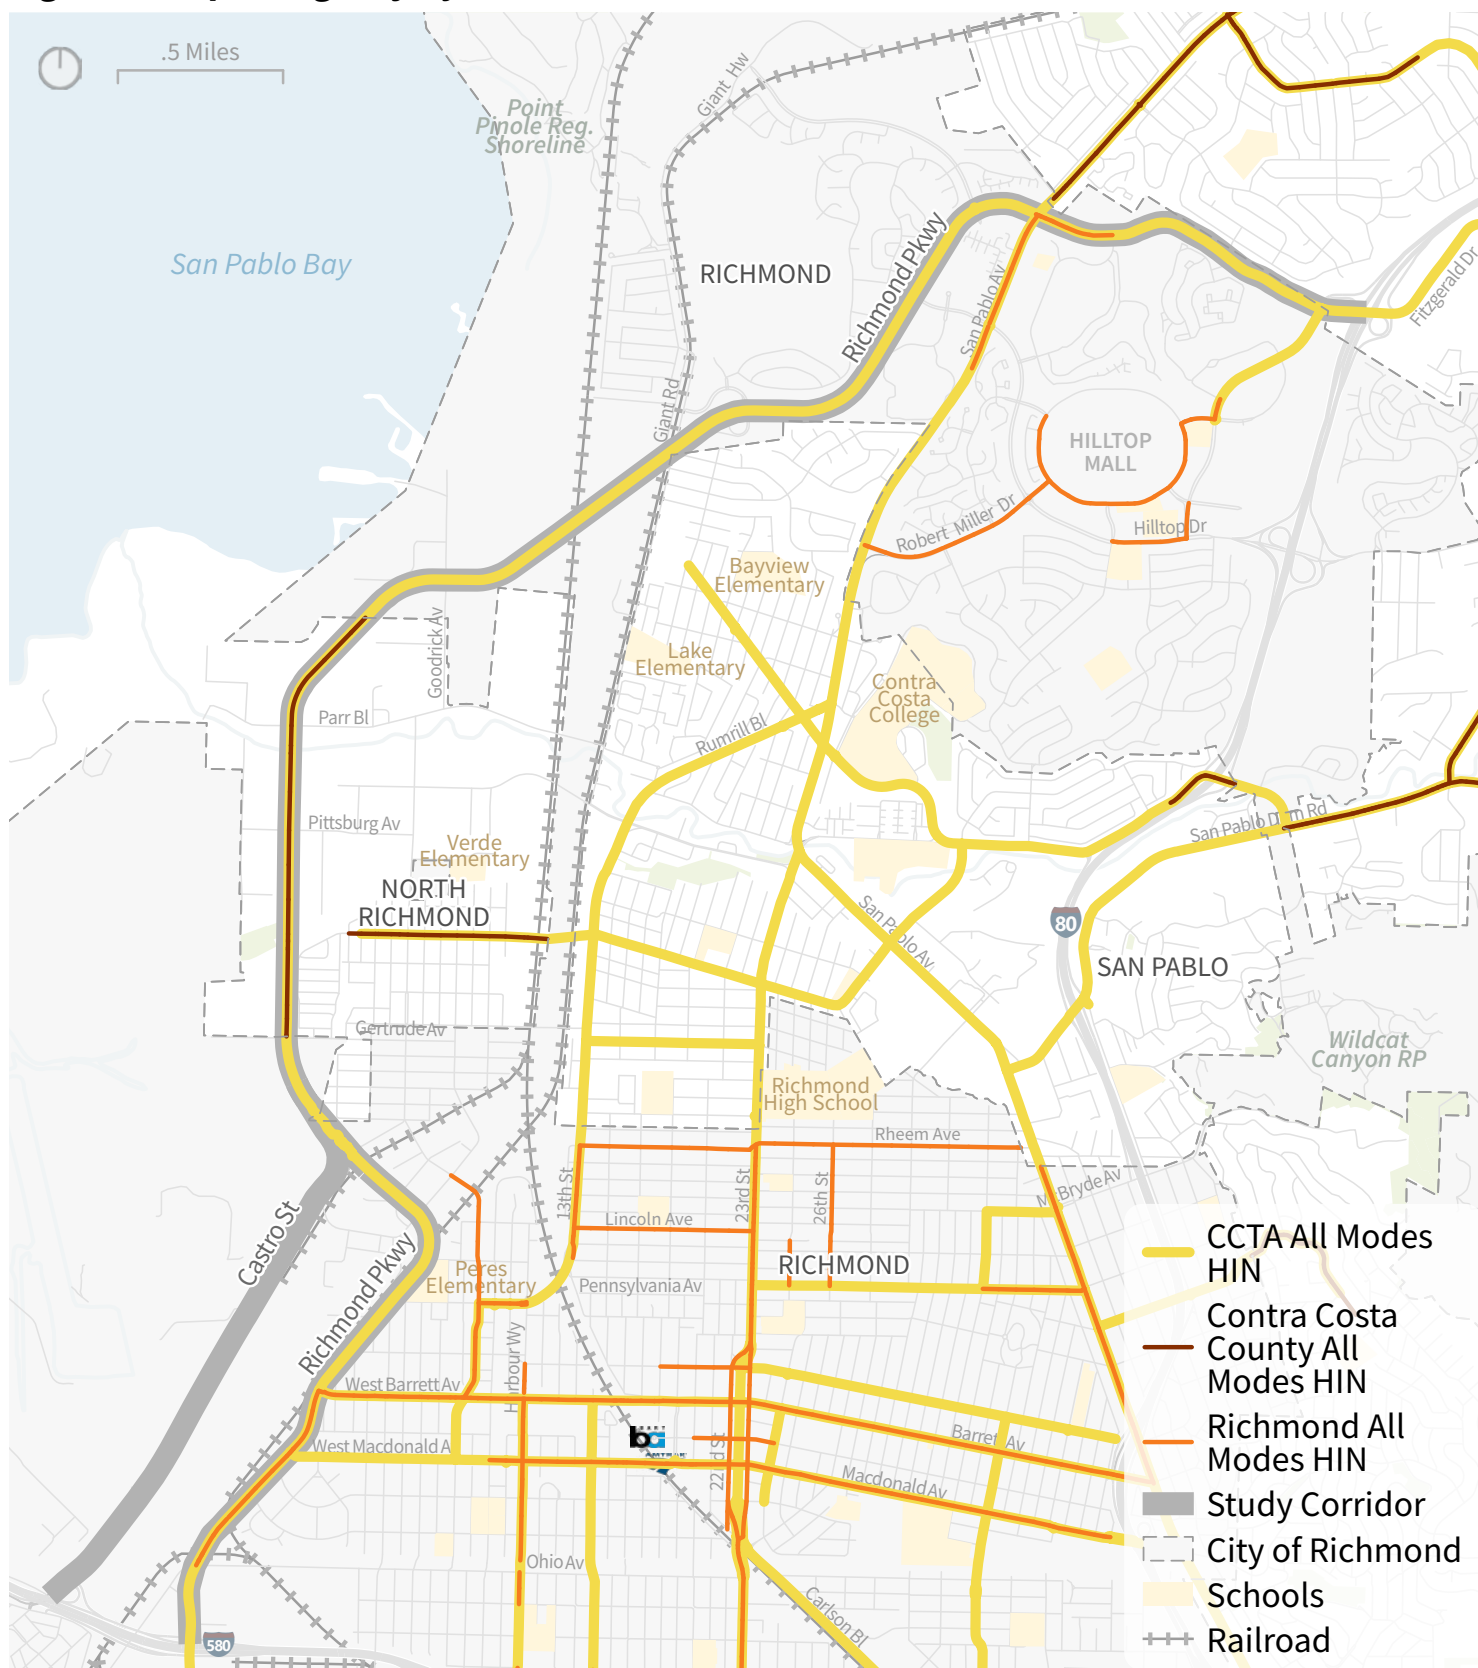 .5 Miles
Point
Pinole Reg.
Shoreline
Giant Hw
San Pablo Bay
RICHMOND
Richmond Pkwy
San Pablo Av
Fitzgerald Dr
Giant Rd
HILLTOP
MALL
Robert Miller Dr
Hilltop Dr
Bayview
Elementary
Lake
Elementary
Goodrick Av
Contra
Costa
College
Parr Bl
Rumrill Bl
Pittsburg Av
Verde
Elementary
San Pablo Dam Rd
NORTH
RICHMOND
San Pablo Av
80
SAN PABLO
Gertrude Av
Wildcat
Canyon RP
Richmond
High School
Rheem Ave
13th St
23rd St
26th St
McBryde Av
Lincoln Ave
Castro St
Richmond Pkwy
RICHMOND
Peres
Elementary
Pennsylvania Av
Harbour Wy
West Barrett Av
West Macdonald A
bg
22nd St
Barrett Av
Macdonald Av
Ohio Av
Carlson Bl
580
CCTA All Modes
HIN
Contra Costa
County All
Modes HIN
Richmond All
Modes HIN
Study Corridor
City of Richmond
Schools
Railroad